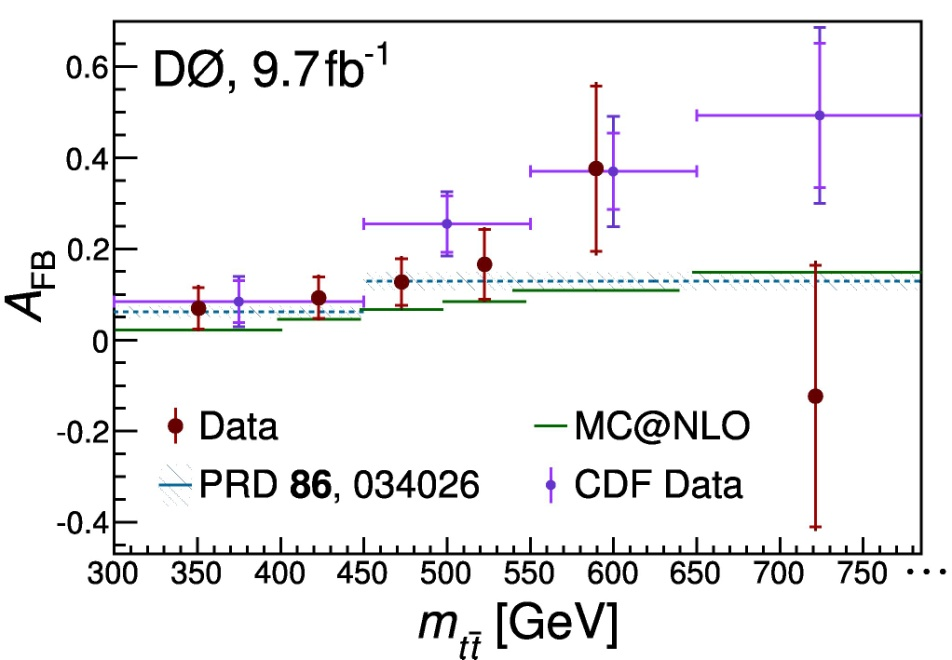 DØ, 9.7 fb-1
0.6
0.4
0.2
0
-0.2
-0.4
AFB
Data
MC@NLO
PRD 86, 034026
CDF Data
300 350 400 450 500 550 600 650 700 750 ...
mtt̄ [GeV]